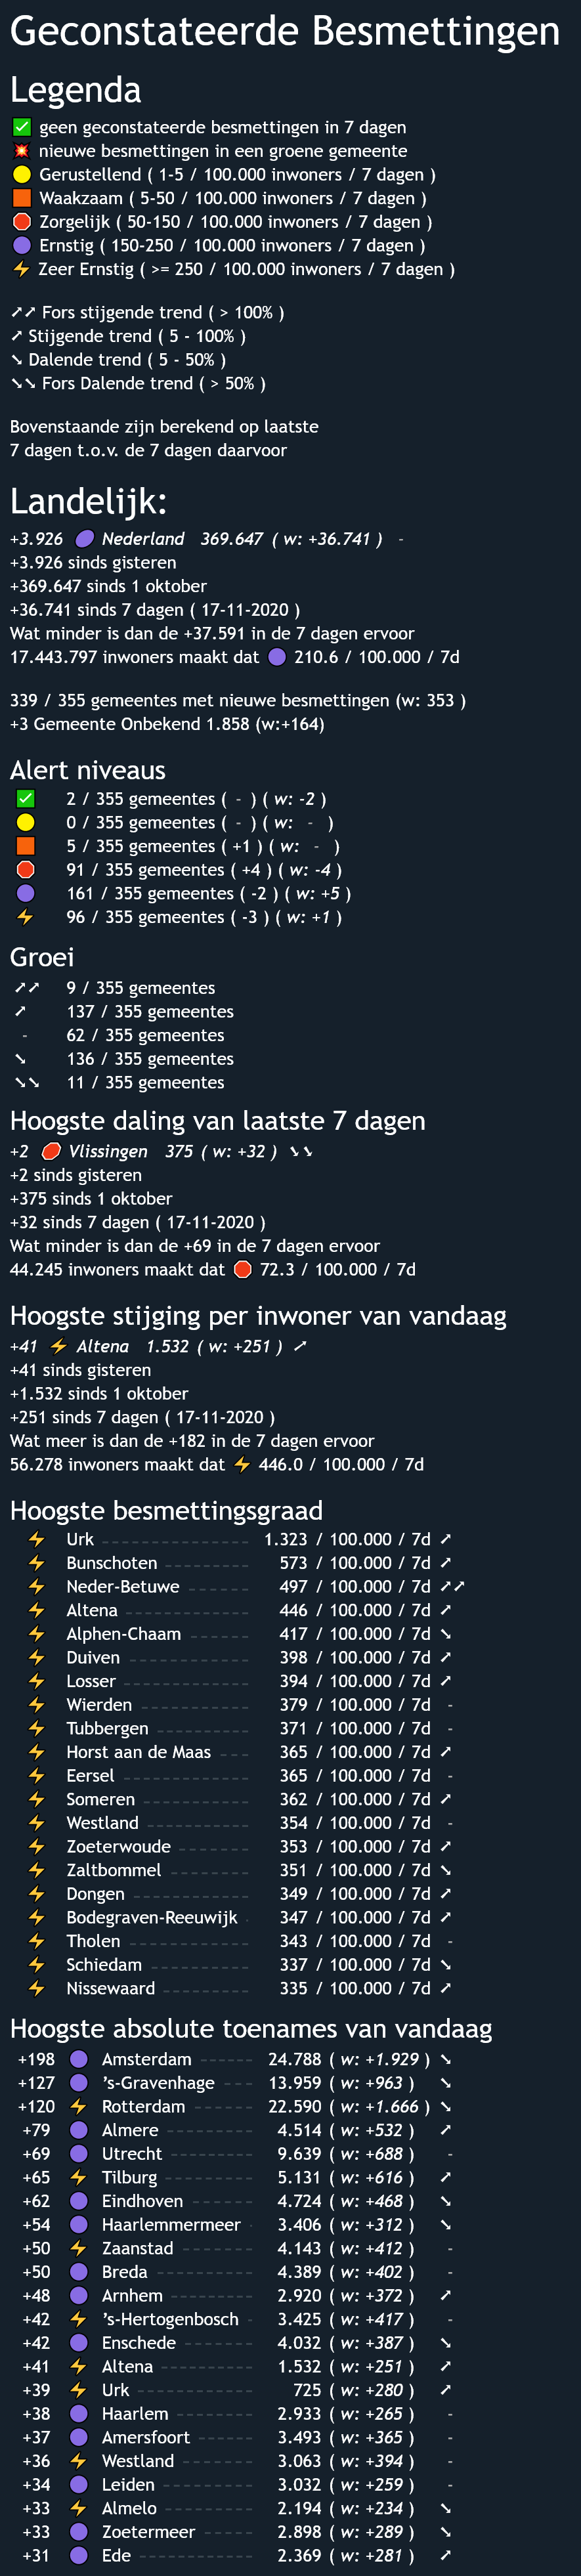 Geconstateerde Besmettingen
Legenda
✅ geen geconstateerde besmettingen in 7 dagen
💥 nieuwe besmettingen in een groene gemeente
🟡 Gerustellend ( 1-5 / 100.000 inwoners / 7 dagen )
🟧 Waakzaam ( 5-50 / 100.000 inwoners / 7 dagen )
🛑 Zorgelijk ( 50-150 / 100.000 inwoners / 7 dagen )
🟣 Ernstig ( 150-250 / 100.000 inwoners / 7 dagen )
⚡ Zeer Ernstig ( >= 250 / 100.000 inwoners / 7 dagen )
➚➚ Fors stijgende trend ( > 100% )
➚ Stijgende trend ( 5 - 100% )
➘ Dalende trend ( 5 - 50% )
➘➘ Fors Dalende trend ( > 50% )
Bovenstaande zijn berekend op laatste
7 dagen t.o.v. de 7 dagen daarvoor
Landelijk:
+3.926 🟣 Nederland 369.647 ( w: +36.741 ) -
+3.926 sinds gisteren
+369.647 sinds 1 oktober
+36.741 sinds 7 dagen ( 17-11-2020 )
Wat minder is dan de +37.591 in de 7 dagen ervoor
17.443.797 inwoners maakt dat 🟣 210.6 / 100.000 / 7d
339 / 355 gemeentes met nieuwe besmettingen (w: 353 )
+3 Gemeente Onbekend 1.858 (w:+164)
Alert niveaus
✅ 2 / 355 gemeentes ( - ) ( w: -2 )
🟡 0 / 355 gemeentes ( - ) ( w: - )
🟧 5 / 355 gemeentes ( +1 ) ( w: - )
🛑 91 / 355 gemeentes ( +4 ) ( w: -4 )
🟣 161 / 355 gemeentes ( -2 ) ( w: +5 )
⚡ 96 / 355 gemeentes ( -3 ) ( w: +1 )
Groei
➚➚ 9 / 355 gemeentes
➚ 137 / 355 gemeentes
- 62 / 355 gemeentes
➘ 136 / 355 gemeentes
➘➘ 11 / 355 gemeentes
Hoogste daling van laatste 7 dagen
+2 🛑 Vlissingen 375 ( w: +32 ) ➘➘
+2 sinds gisteren
+375 sinds 1 oktober
+32 sinds 7 dagen ( 17-11-2020 )
Wat minder is dan de +69 in de 7 dagen ervoor
44.245 inwoners maakt dat 🛑 72.3 / 100.000 / 7d
Hoogste stijging per inwoner van vandaag
+41 ⚡ Altena 1.532 ( w: +251 ) ➚
+41 sinds gisteren
+1.532 sinds 1 oktober
+251 sinds 7 dagen ( 17-11-2020 )
Wat meer is dan de +182 in de 7 dagen ervoor
56.278 inwoners maakt dat ⚡ 446.0 / 100.000 / 7d
Hoogste besmettingsgraad
⚡ Urk 1.323 / 100.000 / 7d ➚
⚡ Bunschoten 573 / 100.000 / 7d ➚
⚡ Neder-Betuwe 497 / 100.000 / 7d ➚➚
⚡ Altena 446 / 100.000 / 7d ➚
⚡ Alphen-Chaam 417 / 100.000 / 7d ➘
⚡ Duiven 398 / 100.000 / 7d ➚
⚡ Losser 394 / 100.000 / 7d ➚
⚡ Wierden 379 / 100.000 / 7d -
⚡ Tubbergen 371 / 100.000 / 7d -
⚡ Horst aan de Maas 365 / 100.000 / 7d ➚
⚡ Eersel 365 / 100.000 / 7d -
⚡ Someren 362 / 100.000 / 7d ➚
⚡ Westland 354 / 100.000 / 7d -
⚡ Zoeterwoude 353 / 100.000 / 7d ➚
⚡ Zaltbommel 351 / 100.000 / 7d ➘
⚡ Dongen 349 / 100.000 / 7d ➚
⚡ Bodegraven-Reeuwijk 347 / 100.000 / 7d ➚
⚡ Tholen 343 / 100.000 / 7d -
⚡ Schiedam 337 / 100.000 / 7d ➘
⚡ Nissewaard 335 / 100.000 / 7d ➚
Hoogste absolute toenames van vandaag
+198 🟣 Amsterdam 24.788 ( w: +1.929 ) ➘
+127 🟣 's-Gravenhage 13.959 ( w: +963 ) ➘
+120 ⚡ Rotterdam 22.590 ( w: +1.666 ) ➘
+79 🟣 Almere 4.514 ( w: +532 ) ➚
+69 🟣 Utrecht 9.639 ( w: +688 ) -
+65 ⚡ Tilburg 5.131 ( w: +616 ) ➚
+62 🟣 Eindhoven 4.724 ( w: +468 ) ➘
+54 🟣 Haarlemmermeer 3.406 ( w: +312 ) ➘
+50 ⚡ Zaanstad 4.143 ( w: +412 ) -
+50 🟣 Breda 4.389 ( w: +402 ) -
+48 🟣 Arnhem 2.920 ( w: +372 ) ➚
+42 ⚡ 's-Hertogenbosch 3.425 ( w: +417 ) -
+42 🟣 Enschede 4.032 ( w: +387 ) ➘
+41 ⚡ Altena 1.532 ( w: +251 ) ➚
+39 ⚡ Urk 725 ( w: +280 ) ➚
+38 🟣 Haarlem 2.933 ( w: +265 ) -
+37 🟣 Amersfoort 3.493 ( w: +365 ) -
+36 ⚡ Westland 3.063 ( w: +394 ) -
+34 🟣 Leiden 3.032 ( w: +259 ) -
+33 ⚡ Almelo 2.194 ( w: +234 ) ➘
+33 🟣 Zoetermeer 2.898 ( w: +289 ) ➘
+31 🟣 Ede 2.369 ( w: +281 ) ➚